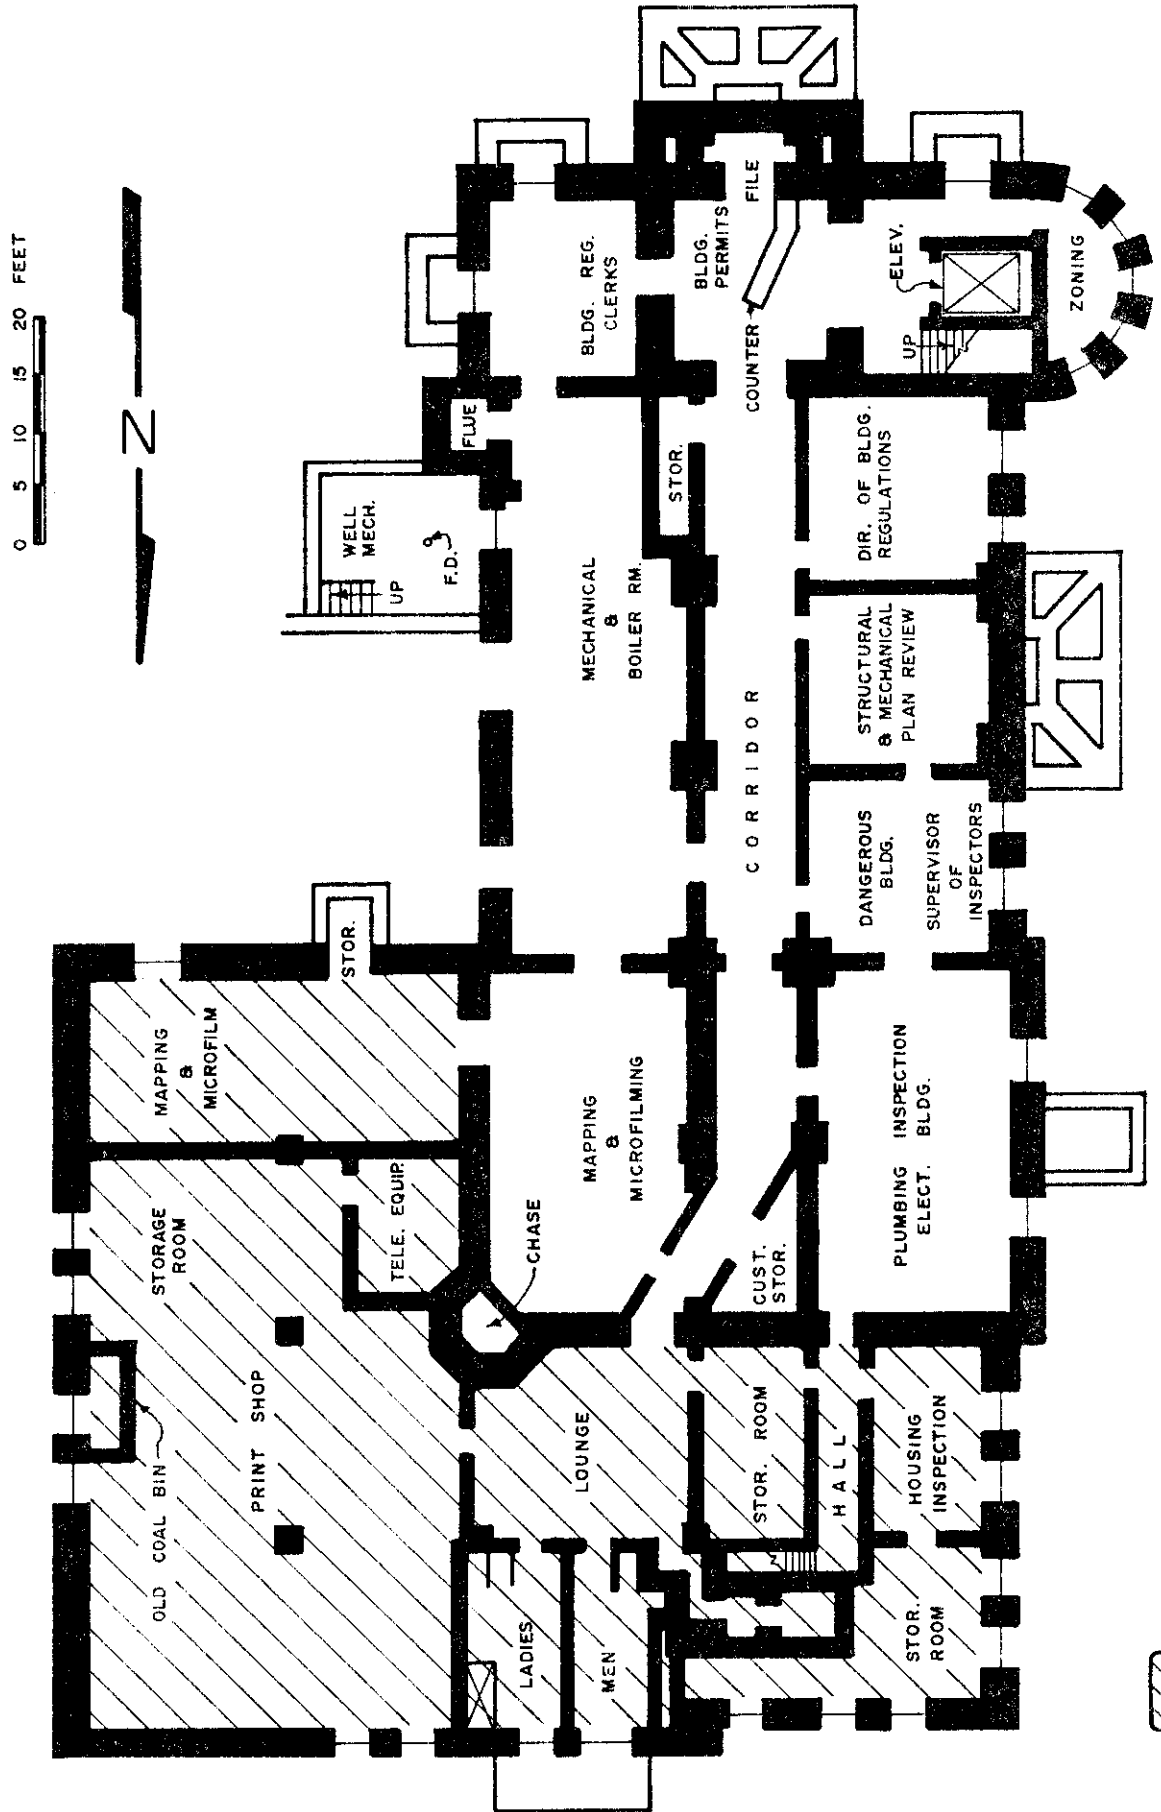 0 5 10 15 20 FEET
N
FLUE
WELL
MECH.
UP
F.D.
BLDG. REG.
CLERKS
BLDG.
PERMITS
FILE
COUNTER
ELEV.
UP
ZONING
STOR.
MECHANICAL
&
BOILER RM.
DIR. OF BLDG.
REGULATIONS
STRUCTURAL
& MECHANICAL
PLAN REVIEW
CORRIDOR
DANGEROUS
BLDG.
SUPERVISOR
OF
INSPECTORS
STOR.
MAPPING
&
MICROFILM
MAPPING
&
MICROFILMING
PLUMBING INSPECTION
ELECT. BLDG.
STORAGE
ROOM
TELE. EQUIP.
CHASE
CUST.
STOR.
OLD COAL BIN
PRINT SHOP
LOUNGE
STOR. ROOM
HALL
HOUSING
INSPECTION
LADIES
MEN
STOR.
ROOM